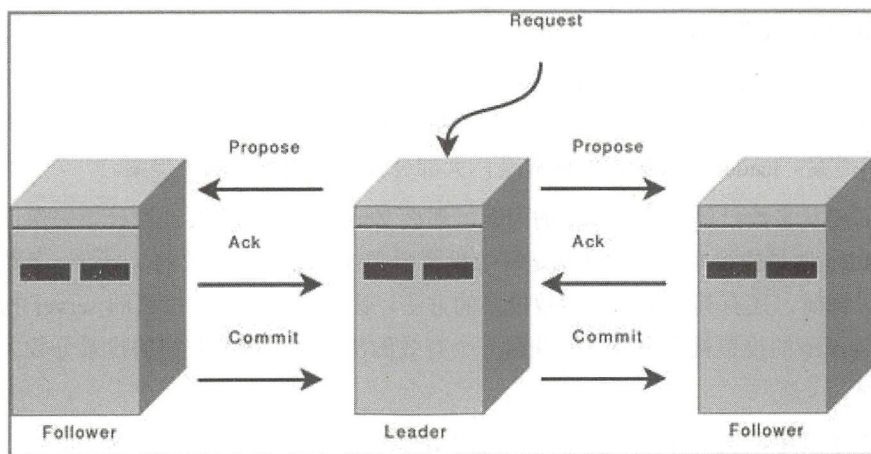 Request
Propose
Propose
Ack
Ack
Commit
Commit
Follower
Leader
Follower